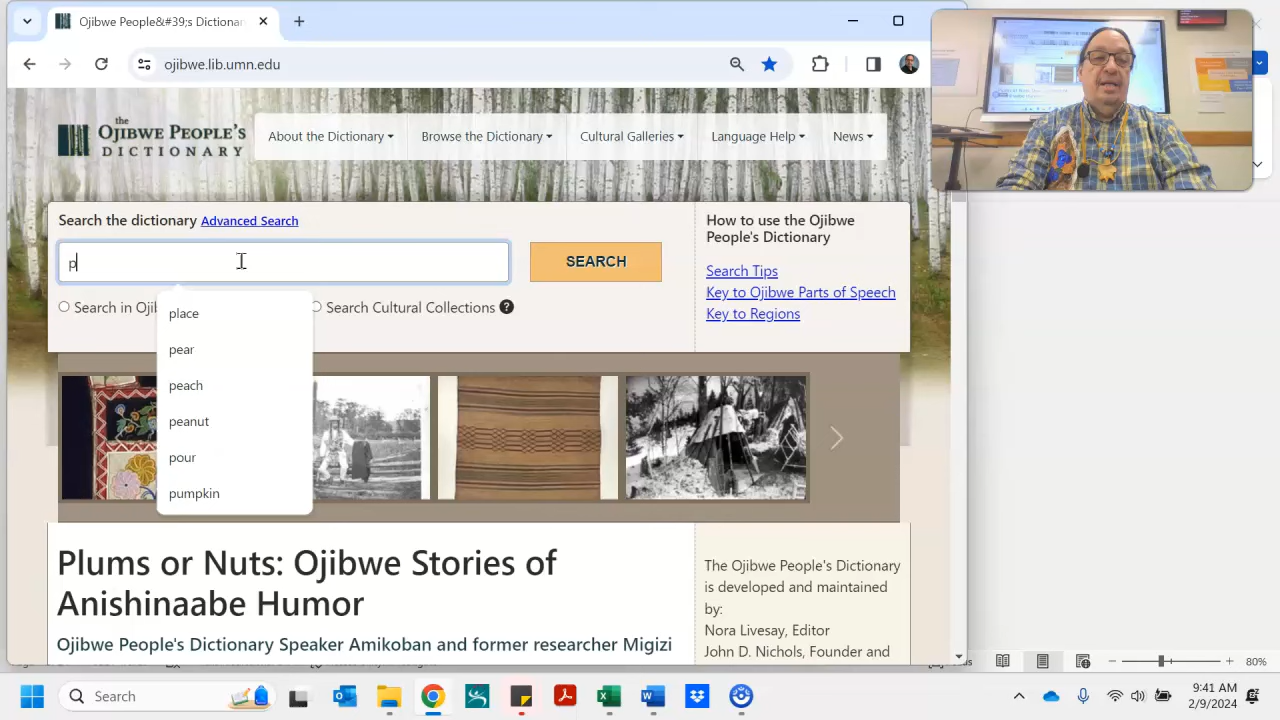 Ojibwe People&#39;s Dictionar
ojibwe.lib.umn.edu
the
OJIBWE PEOPLE'S
DICTIONARY
About the Dictionary
Browse the Dictionary
Cultural Galleries
Language Help
News
Search the dictionary Advanced Search
p
SEARCH
Search in Ojib
Search Cultural Collections ?
place
pear
peach
peanut
pour
pumpkin
How to use the Ojibwe
People's Dictionary
Search Tips
Key to Ojibwe Parts of Speech
Key to Regions
Plums or Nuts: Ojibwe Stories of
Anishinaabe Humor
Ojibwe People's Dictionary Speaker Amikoban and former researcher Migizi
The Ojibwe People's Dictionary
is developed and maintained
by:
Nora Livesay, Editor
John D. Nichols, Founder and
80%
Search
9:41 AM
2/9/2024